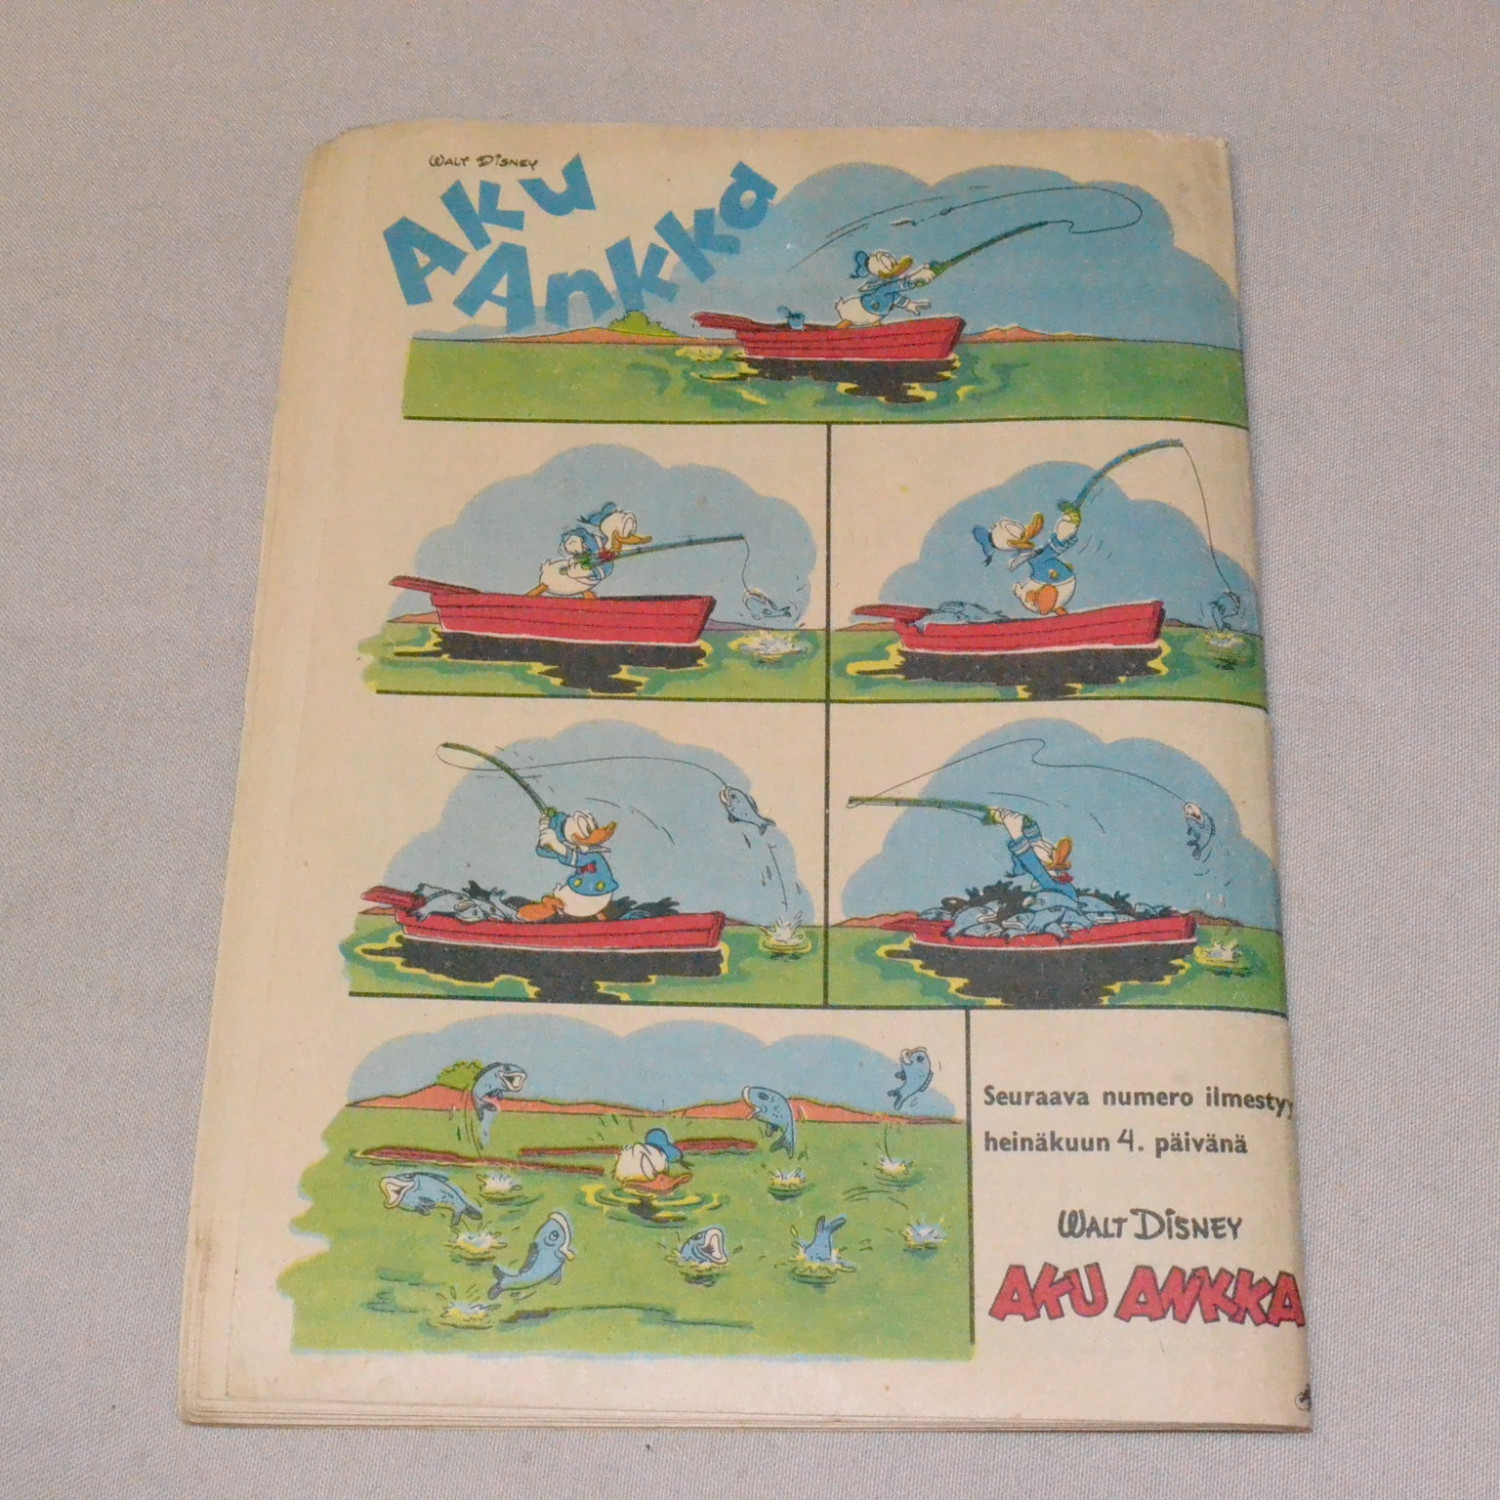 WALT DISNEY
Aku
Ankka
Seuraava numero ilmestyy
heinäkuun 4. päivänä
WALT DISNEY
AKU ANKKA